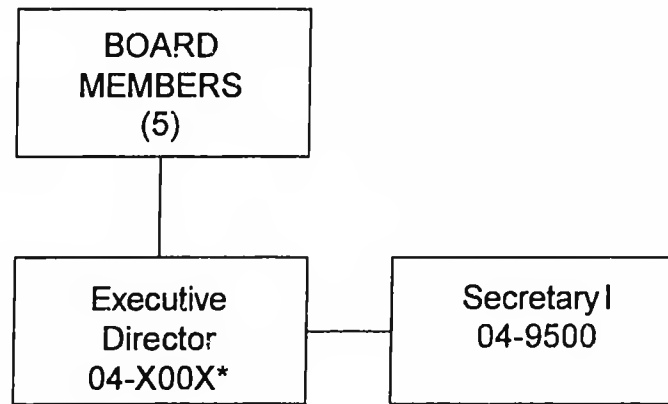 BOARD
MEMBERS
(5)
Executive
Director
04-X00X*
Secretary I
04-9500